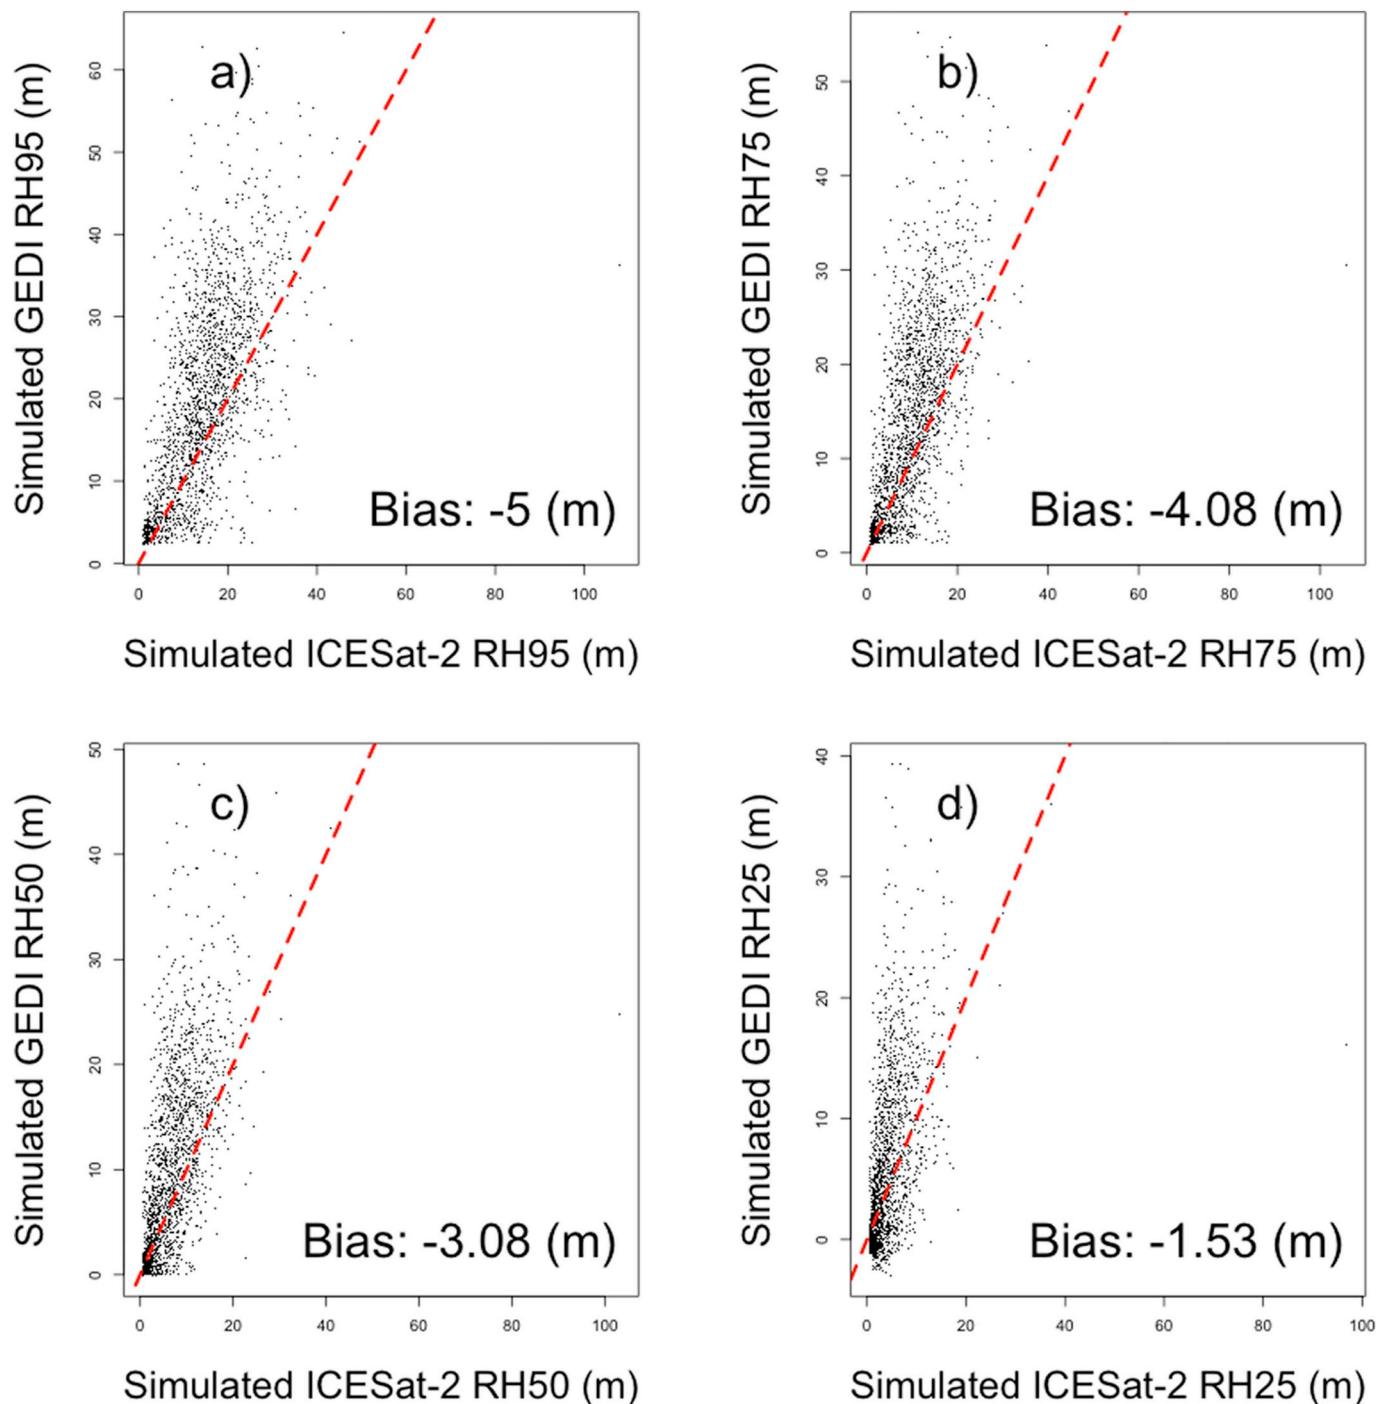 Simulated GEDI RH95 (m)
60
50
40
30
20
10
0
a)
Bias: -5 (m)
0 20 40 60 80 100
Simulated ICESat-2 RH95 (m)
Simulated GEDI RH75 (m)
50
40
30
20
10
0
b)
Bias: -4.08 (m)
0 20 40 60 80 100
Simulated ICESat-2 RH75 (m)
Simulated GEDI RH50 (m)
50
40
30
20
10
0
c)
Bias: -3.08 (m)
0 20 40 60 80 100
Simulated ICESat-2 RH50 (m)
Simulated GEDI RH25 (m)
40
30
20
10
0
d)
Bias: -1.53 (m)
0 20 40 60 80 100
Simulated ICESat-2 RH25 (m)